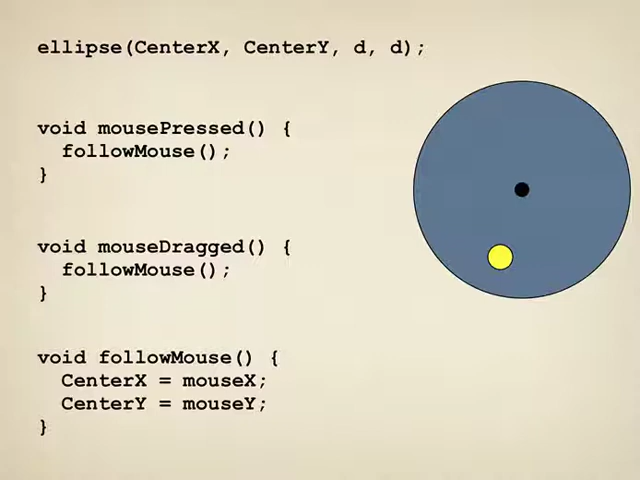 ellipse(CenterX, CenterY, d, d);
void mousePressed() {
followMouse();
}
void mouseDragged() {
followMouse();
}
void followMouse() {
CenterX = mouseX;
CenterY = mouseY;
}